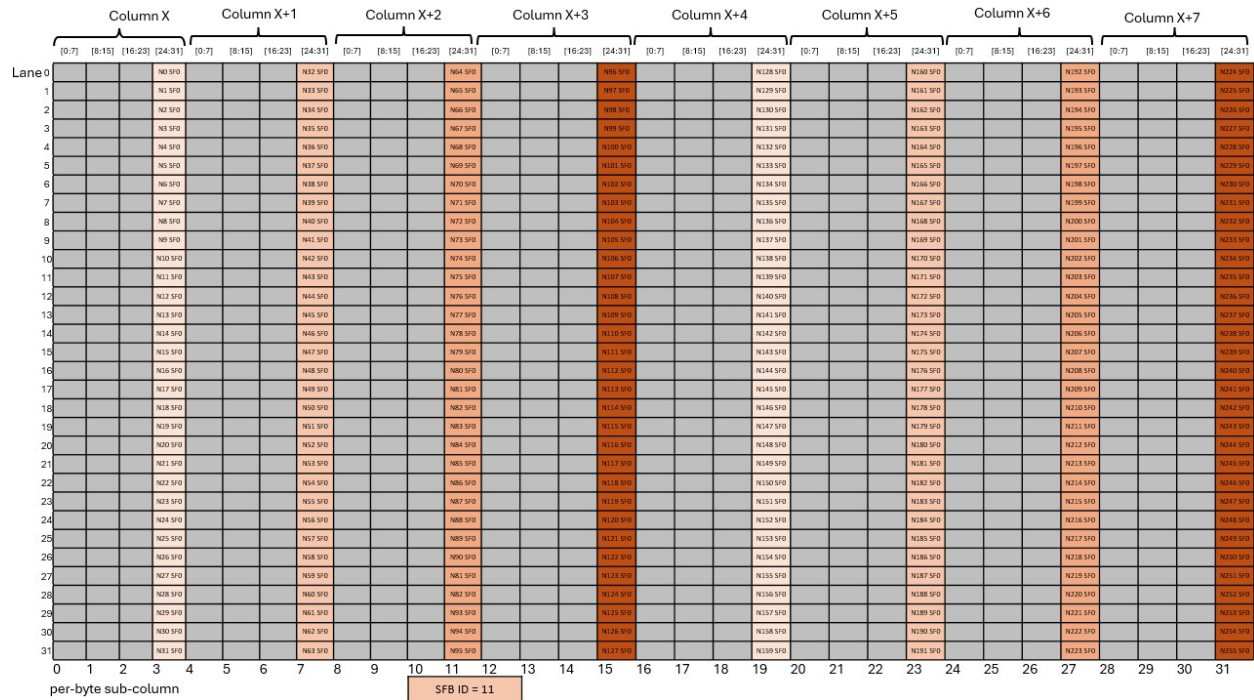 Column X Column X+1 Column X+2 Column X+3 Column X+4 Column X+5 Column X+6 Column X+7
[0:7] [8:15] [16:23] [24:31] [0:7] [8:15] [16:23] [24:31] [0:7] [8:15] [16:23] [24:31] [0:7] [8:15] [16:23] [24:31] [0:7] [8:15] [16:23] [24:31] [0:7] [8:15] [16:23] [24:31] [0:7] [8:15] [16:23] [24:31] [0:7] [8:15] [16:23] [24:31]
Lane 0 N0 SF0 N32 SF0 N64 SF0 N96 SF0 N128 SF0 N160 SF0 N192 SF0 N224 SF0
1 N1 SF0 N33 SF0 N65 SF0 N97 SF0 N129 SF0 N161 SF0 N193 SF0 N225 SF0
2 N2 SF0 N34 SF0 N66 SF0 N98 SF0 N130 SF0 N162 SF0 N194 SF0 N226 SF0
3 N3 SF0 N35 SF0 N67 SF0 N99 SF0 N131 SF0 N163 SF0 N195 SF0 N227 SF0
4 N4 SF0 N36 SF0 N68 SF0 N100 SF0 N132 SF0 N164 SF0 N196 SF0 N228 SF0
5 N5 SF0 N37 SF0 N69 SF0 N101 SF0 N133 SF0 N165 SF0 N197 SF0 N229 SF0
6 N6 SF0 N38 SF0 N70 SF0 N102 SF0 N134 SF0 N166 SF0 N198 SF0 N230 SF0
7 N7 SF0 N39 SF0 N71 SF0 N103 SF0 N135 SF0 N167 SF0 N199 SF0 N231 SF0
8 N8 SF0 N40 SF0 N72 SF0 N104 SF0 N136 SF0 N168 SF0 N200 SF0 N232 SF0
9 N9 SF0 N41 SF0 N73 SF0 N105 SF0 N137 SF0 N169 SF0 N201 SF0 N233 SF0
10 N10 SF0 N42 SF0 N74 SF0 N106 SF0 N138 SF0 N170 SF0 N202 SF0 N234 SF0
11 N11 SF0 N43 SF0 N75 SF0 N107 SF0 N139 SF0 N171 SF0 N203 SF0 N235 SF0
12 N12 SF0 N44 SF0 N76 SF0 N108 SF0 N140 SF0 N172 SF0 N204 SF0 N236 SF0
13 N13 SF0 N45 SF0 N77 SF0 N109 SF0 N141 SF0 N173 SF0 N205 SF0 N237 SF0
14 N14 SF0 N46 SF0 N78 SF0 N110 SF0 N142 SF0 N174 SF0 N206 SF0 N238 SF0
15 N15 SF0 N47 SF0 N79 SF0 N111 SF0 N143 SF0 N175 SF0 N207 SF0 N239 SF0
16 N16 SF0 N48 SF0 N80 SF0 N112 SF0 N144 SF0 N176 SF0 N208 SF0 N240 SF0
17 N17 SF0 N49 SF0 N81 SF0 N113 SF0 N145 SF0 N177 SF0 N209 SF0 N241 SF0
18 N18 SF0 N50 SF0 N82 SF0 N114 SF0 N146 SF0 N178 SF0 N210 SF0 N242 SF0
19 N19 SF0 N51 SF0 N83 SF0 N115 SF0 N147 SF0 N179 SF0 N211 SF0 N243 SF0
20 N20 SF0 N52 SF0 N84 SF0 N116 SF0 N148 SF0 N180 SF0 N212 SF0 N244 SF0
21 N21 SF0 N53 SF0 N85 SF0 N117 SF0 N149 SF0 N181 SF0 N213 SF0 N245 SF0
22 N22 SF0 N54 SF0 N86 SF0 N118 SF0 N150 SF0 N182 SF0 N214 SF0 N246 SF0
23 N23 SF0 N55 SF0 N87 SF0 N119 SF0 N151 SF0 N183 SF0 N215 SF0 N247 SF0
24 N24 SF0 N56 SF0 N88 SF0 N120 SF0 N152 SF0 N184 SF0 N216 SF0 N248 SF0
25 N25 SF0 N57 SF0 N89 SF0 N121 SF0 N153 SF0 N185 SF0 N217 SF0 N249 SF0
26 N26 SF0 N58 SF0 N90 SF0 N122 SF0 N154 SF0 N186 SF0 N218 SF0 N250 SF0
27 N27 SF0 N59 SF0 N81 SF0 N123 SF0 N155 SF0 N187 SF0 N219 SF0 N251 SF0
28 N28 SF0 N60 SF0 N82 SF0 N124 SF0 N156 SF0 N188 SF0 N220 SF0 N252 SF0
29 N29 SF0 N61 SF0 N93 SF0 N125 SF0 N157 SF0 N189 SF0 N221 SF0 N253 SF0
30 N30 SF0 N62 SF0 N94 SF0 N126 SF0 N158 SF0 N190 SF0 N222 SF0 N254 SF0
31 N31 SF0 N63 SF0 N95 SF0 N127 SF0 N159 SF0 N191 SF0 N223 SF0 N255 SF0
0 1 2 3 4 5 6 7 8 9 10 11 12 13 14 15 16 17 18 19 20 21 22 23 24 25 26 27 28 29 30 31
per-byte sub-column
SFB ID = 11